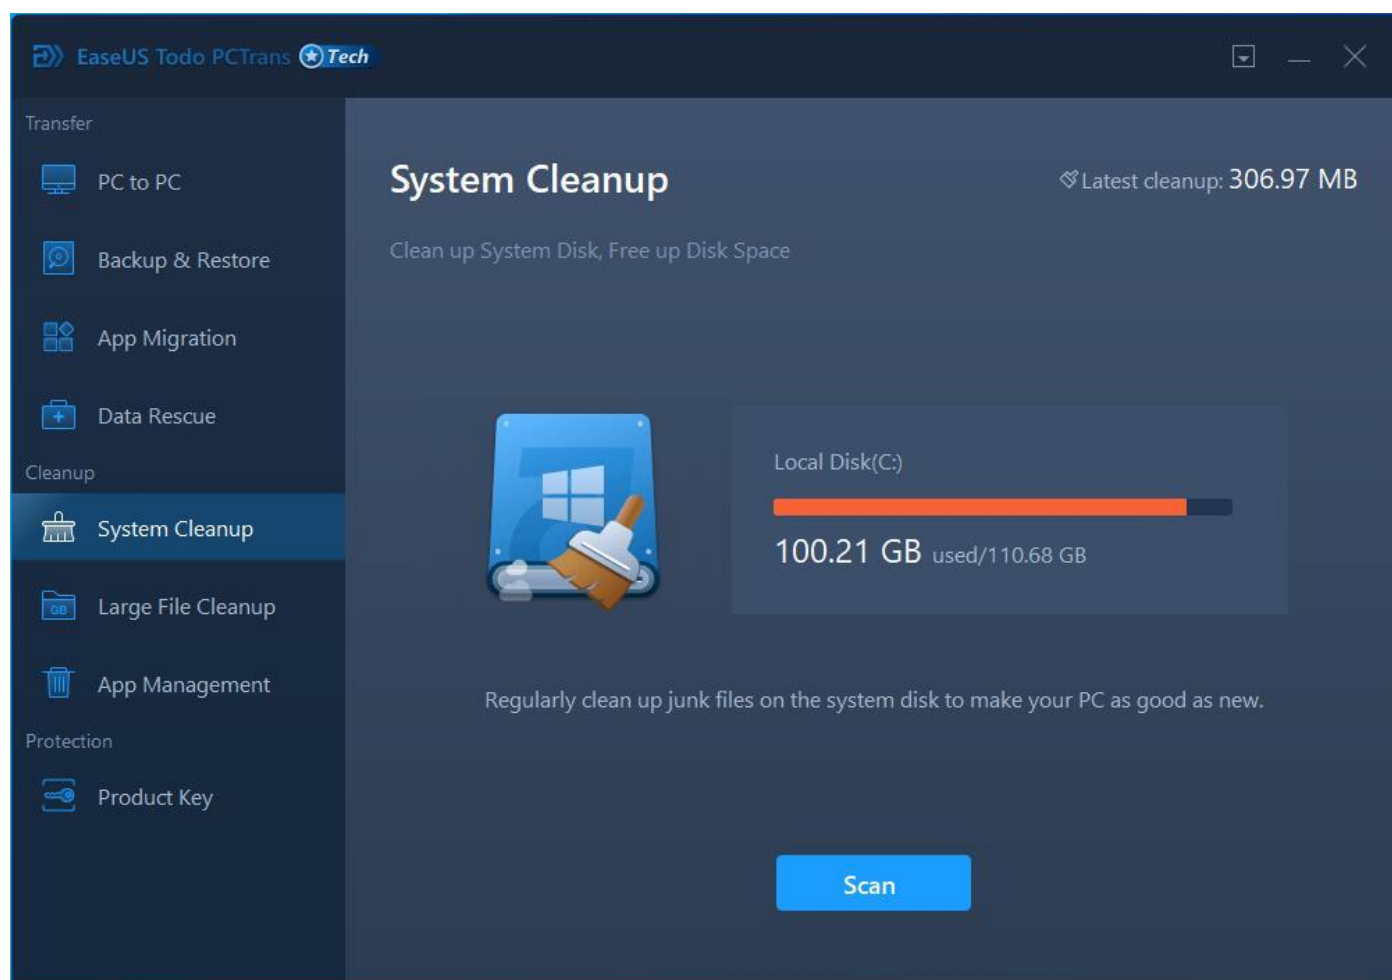 EaseUS Todo PCTrans Tech
Transfer
PC to PC
Backup & Restore
App Migration
Data Rescue
Cleanup
System Cleanup
GB
Large File Cleanup
App Management
Protection
Product Key
System Cleanup
Latest cleanup: 306.97 MB
Clean up System Disk, Free up Disk Space
Local Disk(C:)
100.21 GB used/110.68 GB
Regularly clean up junk files on the system disk to make your PC as good as new.
Scan